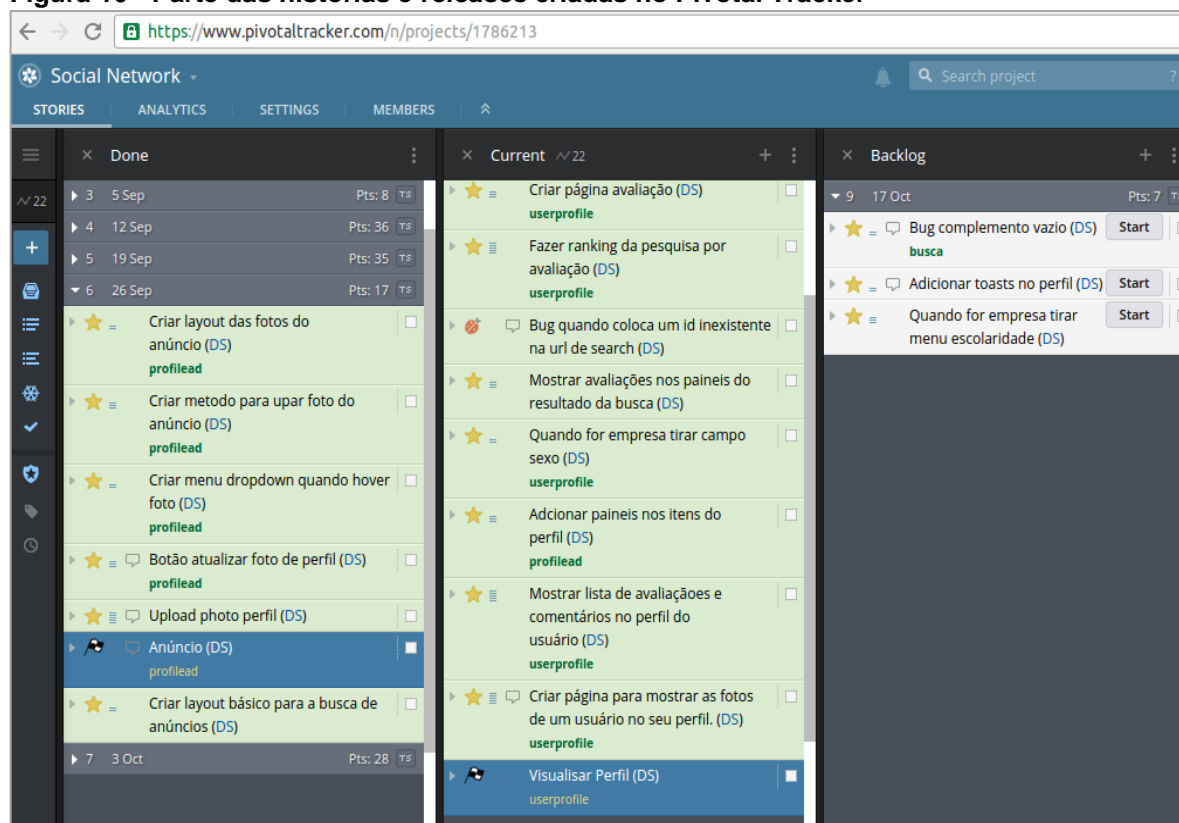 https://www.pivotaltracker.com/n/projects/1786213
Social Network
Search project
?
STORIES
ANALYTICS
SETTINGS
MEMBERS
Done
22
3 5 Sep Pts: 8 TS
4 12 Sep Pts: 36 TS
5 19 Sep Pts: 35 TS
6 26 Sep Pts: 17 TS
Criar layout das fotos do
anúncio (DS)
profilead
Criar metodo para upar foto do
anúncio (DS)
profilead
Criar menu dropdown quando hover
foto (DS)
profilead
Botão atualizar foto de perfil (DS)
profilead
Upload photo perfil (DS)
Anúncio (DS)
profilead
Criar layout básico para a busca de
anúncios (DS)
7 3 Oct Pts: 28 TS
Current 22
Criar página avaliação (DS)
userprofile
Fazer ranking da pesquisa por
avaliação (DS)
userprofile
Bug quando coloca um id inexistente
na url de search (DS)
Mostrar avaliações nos paineis do
resultado da busca (DS)
Quando for empresa tirar campo
sexo (DS)
userprofile
Adcionar paineis nos itens do
perfil (DS)
profilead
Mostrar lista de avaliaçãoes e
comentários no perfil do
usuário (DS)
userprofile
Criar página para mostrar as fotos
de um usuário no seu perfil. (DS)
userprofile
Visualisar Perfil (DS)
userprofile
Backlog
9 17 Oct Pts: 7
Bug complemento vazio (DS) Start
busca
Adicionar toasts no perfil (DS) Start
Quando for empresa tirar Start
menu escolaridade (DS)